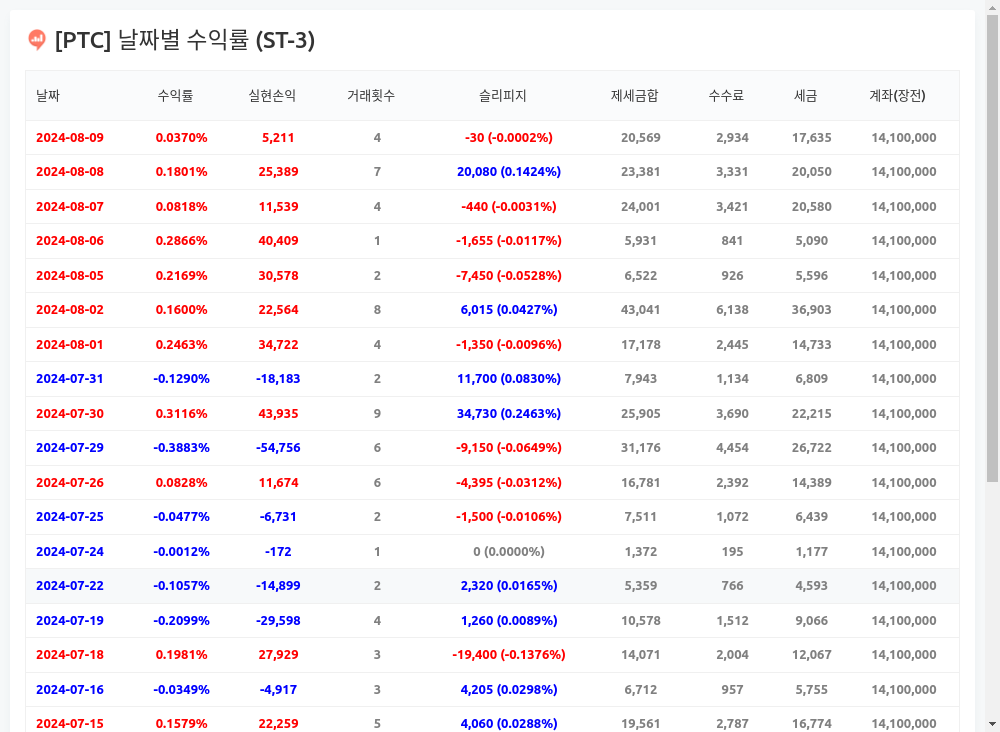 [PTC] 날짜별 수익률 (ST-3)
날짜 수익률 실현손익 거래횟수 슬리피지 제세금합 수수료 세금 계좌(장전)
2024-08-09 0.0370% 5,211 4 -30 (-0.0002%) 20,569 2,934 17,635 14,100,000
2024-08-08 0.1801% 25,389 7 20,080 (0.1424%) 23,381 3,331 20,050 14,100,000
2024-08-07 0.0818% 11,539 4 -440 (-0.0031%) 24,001 3,421 20,580 14,100,000
2024-08-06 0.2866% 40,409 1 -1,655 (-0.0117%) 5,931 841 5,090 14,100,000
2024-08-05 0.2169% 30,578 2 -7,450 (-0.0528%) 6,522 926 5,596 14,100,000
2024-08-02 0.1600% 22,564 8 6,015 (0.0427%) 43,041 6,138 36,903 14,100,000
2024-08-01 0.2463% 34,722 4 -1,350 (-0.0096%) 17,178 2,445 14,733 14,100,000
2024-07-31 -0.1290% -18,183 2 11,700 (0.0830%) 7,943 1,134 6,809 14,100,000
2024-07-30 0.3116% 43,935 9 34,730 (0.2463%) 25,905 3,690 22,215 14,100,000
2024-07-29 -0.3883% -54,756 6 -9,150 (-0.0649%) 31,176 4,454 26,722 14,100,000
2024-07-26 0.0828% 11,674 6 -4,395 (-0.0312%) 16,781 2,392 14,389 14,100,000
2024-07-25 -0.0477% -6,731 2 -1,500 (-0.0106%) 7,511 1,072 6,439 14,100,000
2024-07-24 -0.0012% -172 1 0 (0.0000%) 1,372 195 1,177 14,100,000
2024-07-22 -0.1057% -14,899 2 2,320 (0.0165%) 5,359 766 4,593 14,100,000
2024-07-19 -0.2099% -29,598 4 1,260 (0.0089%) 10,578 1,512 9,066 14,100,000
2024-07-18 0.1981% 27,929 3 -19,400 (-0.1376%) 14,071 2,004 12,067 14,100,000
2024-07-16 -0.0349% -4,917 3 4,205 (0.0298%) 6,712 957 5,755 14,100,000
2024-07-15 0.1579% 22,259 5 4,060 (0.0288%) 19,561 2,787 16,774 14,100,000